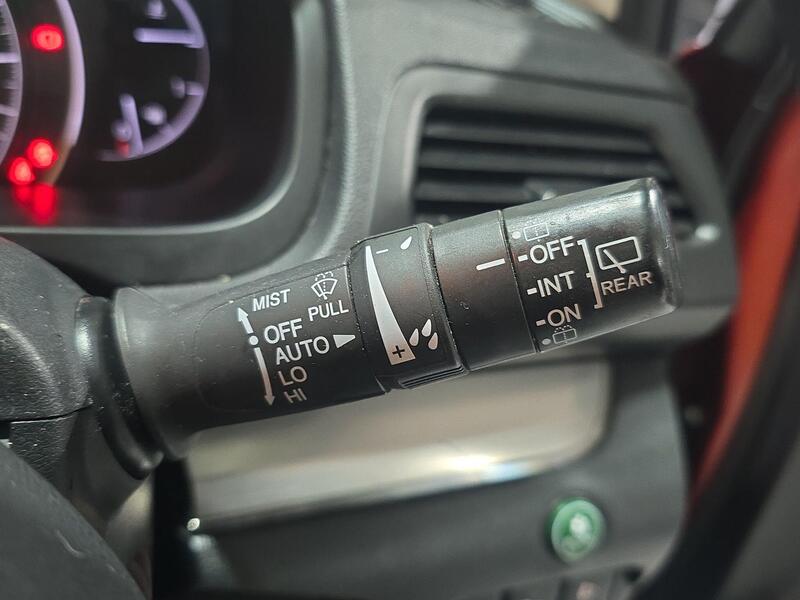 MIST
PULL
OFF
AUTO
LO
HI
−
+
OFF
INT
ON
REAR